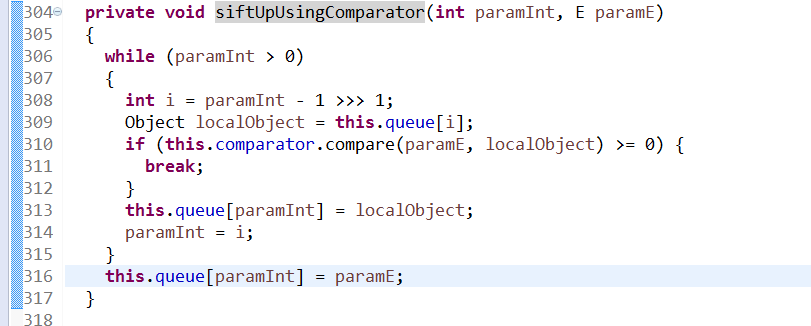 304 private void siftUpUsingComparator(int paramInt, E paramE)
305 {
306 while (paramInt > 0)
307 {
308 int i = paramInt - 1 >>> 1;
309 Object localObject = this.queue[i];
310 if (this.comparator.compare(paramE, localObject) >= 0) {
311 break;
312 }
313 this.queue[paramInt] = localObject;
314 paramInt = i;
315 }
316 this.queue[paramInt] = paramE;
317 }
318